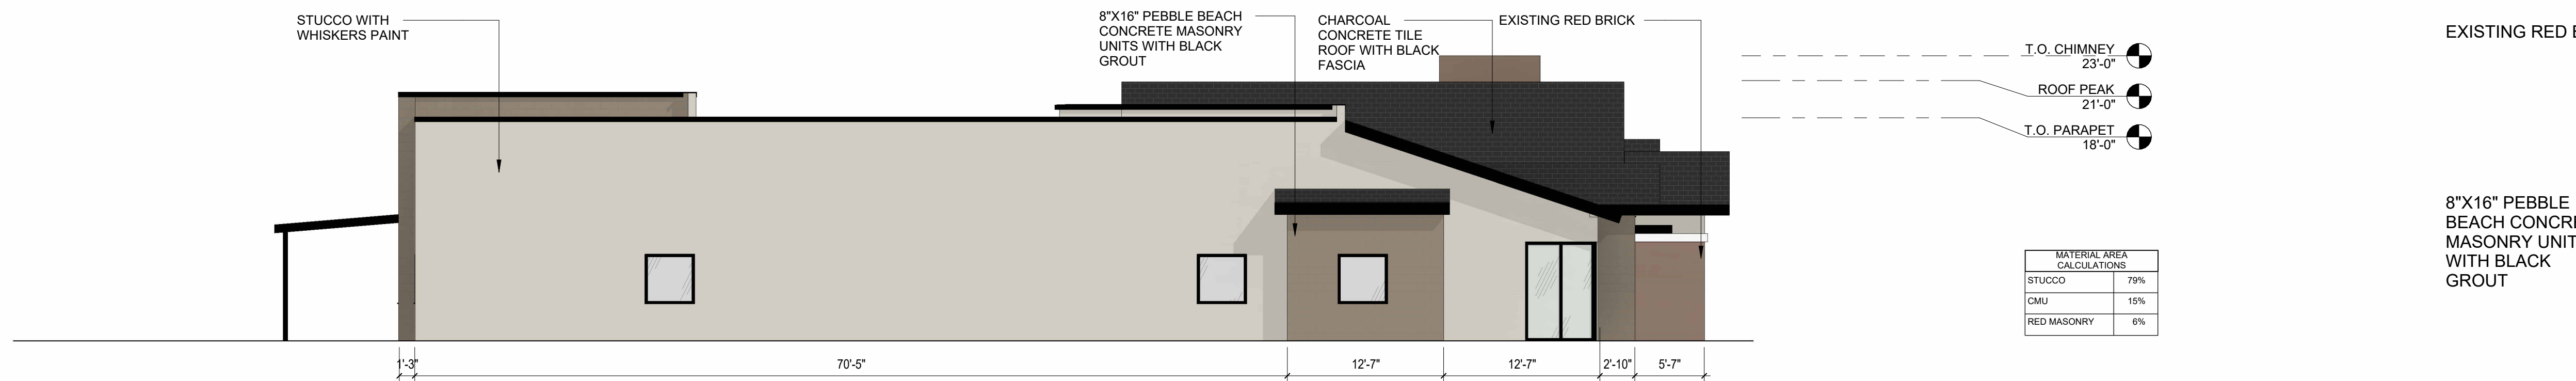 STUCCO WITH
WHISKERS PAINT
8"X16" PEBBLE BEACH
CONCRETE MASONRY
UNITS WITH BLACK
GROUT
CHARCOAL
CONCRETE TILE
ROOF WITH BLACK
FASCIA
EXISTING RED BRICK
T.O. CHIMNEY
23'-0"
ROOF PEAK
21'-0"
T.O. PARAPET
18'-0"
MATERIAL AREA
CALCULATIONS
STUCCO 79%
CMU 15%
RED MASONRY 6%
1'-3" 70'-5" 12'-7" 12'-7" 2'-10" 5'-7"
EXISTING RED
8"X16" PEBBLE
BEACH
MASONRY
WITH BLACK
GROUT